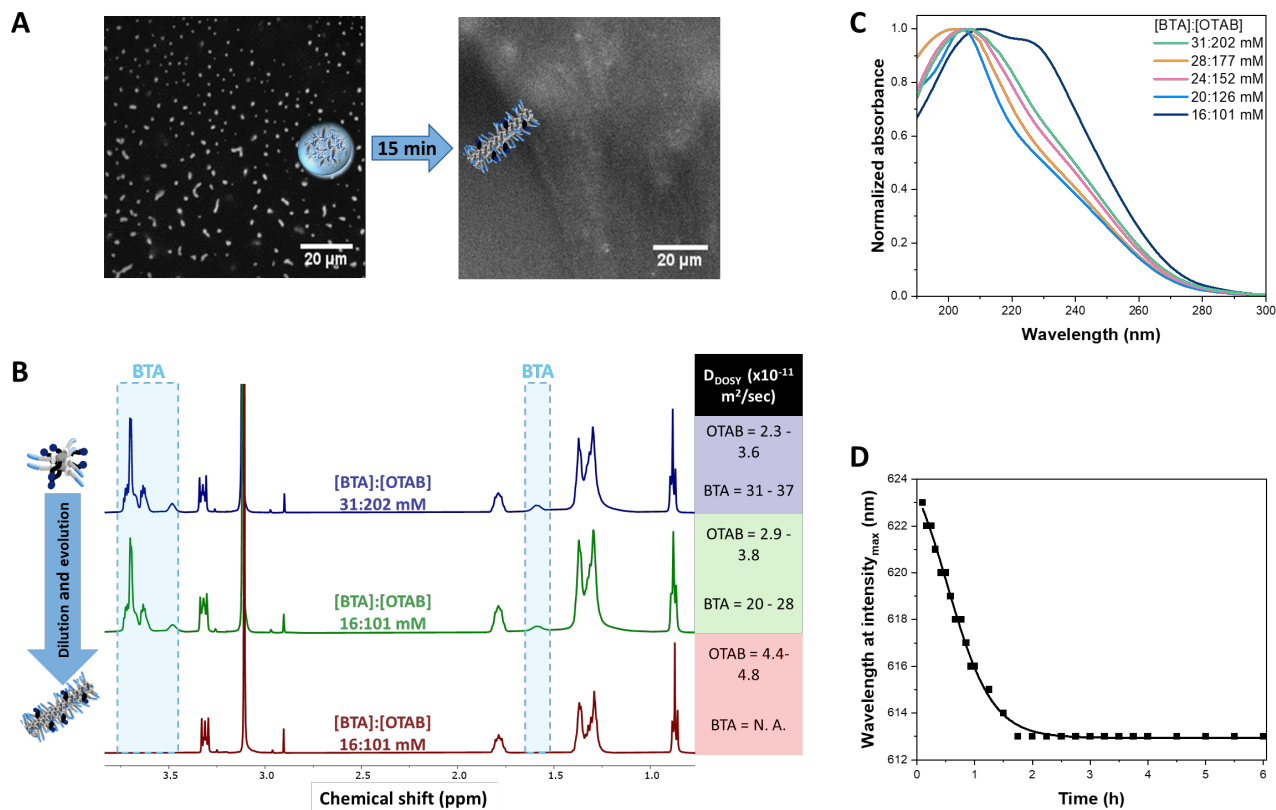 A
15 min
20 µm
20 µm
B
BTA
BTA
D_DOSY (x10^-11
m^2/sec)
Dilution and evolution
[BTA]:[OTAB]
31:202 mM
OTAB = 2.3 -
3.6
BTA = 31 - 37
[BTA]:[OTAB]
16:101 mM
OTAB = 2.9 -
3.8
BTA = 20 - 28
[BTA]:[OTAB]
16:101 mM
OTAB = 4.4-
4.8
BTA = N. A.
3.5 3.0 2.5 2.0 1.5 1.0
Chemical shift (ppm)
C
[BTA]:[OTAB]
31:202 mM
28:177 mM
24:152 mM
20:126 mM
16:101 mM
Normalized absorbance
1.0
0.8
0.6
0.4
0.2
0.0
200 220 240 260 280 300
Wavelength (nm)
D
Wavelength at intensity_max (nm)
624
622
620
618
616
614
612
0 1 2 3 4 5 6
Time (h)